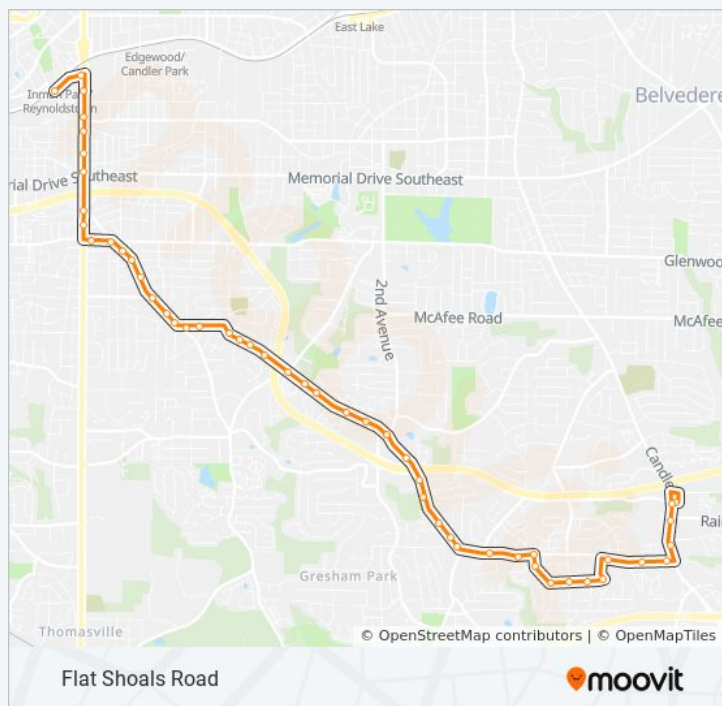 East Lake
Edgewood/
Candler Park
Inman Park/
Reynoldstown
Belvedere
rial Drive Southeast
Memorial Drive Southeast
Glenwoo
2nd Avenue
McAfee Road
McAfe
Candle
Rai
Gresham Park
Thomasville
© OpenStreetMap contributors | © OpenMapTiles
Flat Shoals Road
moovit